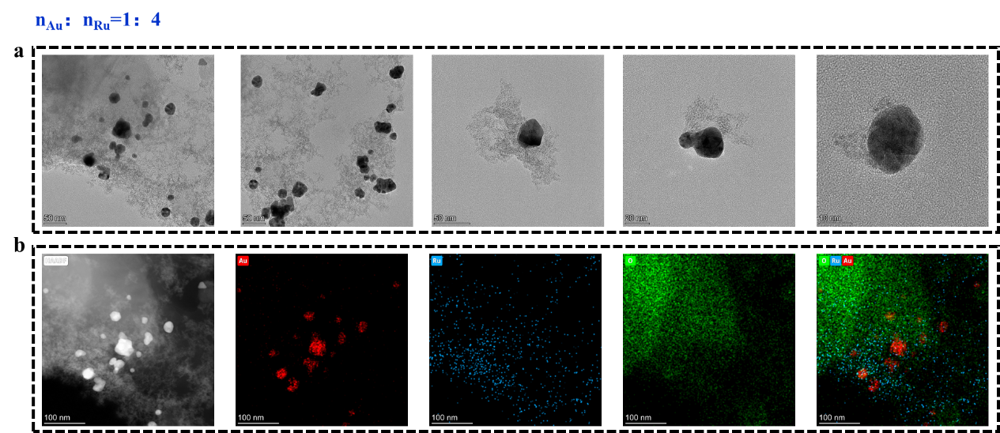 nAu： nRu=1：4
a
50 nm
50 nm
50 nm
20 nm
10 nm
b
HAADF
Au
Ru
O
O Ru Au
100 nm
100 nm
100 nm
100 nm
100 nm